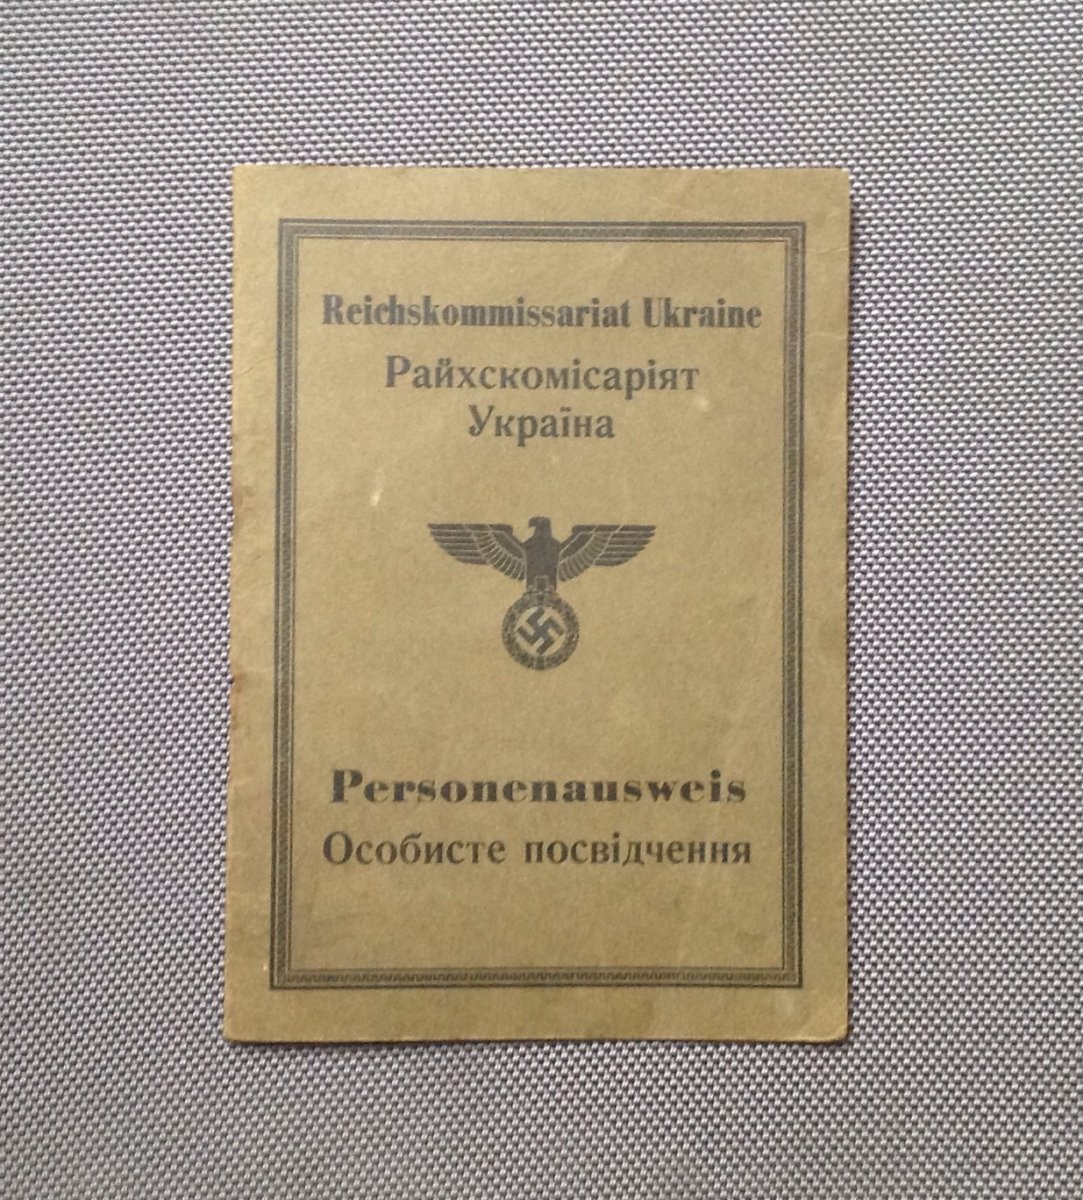 Reichskommissariat Ukraine
Райхскомісаріят
Україна
Personenausweis
Особисте посвідчення